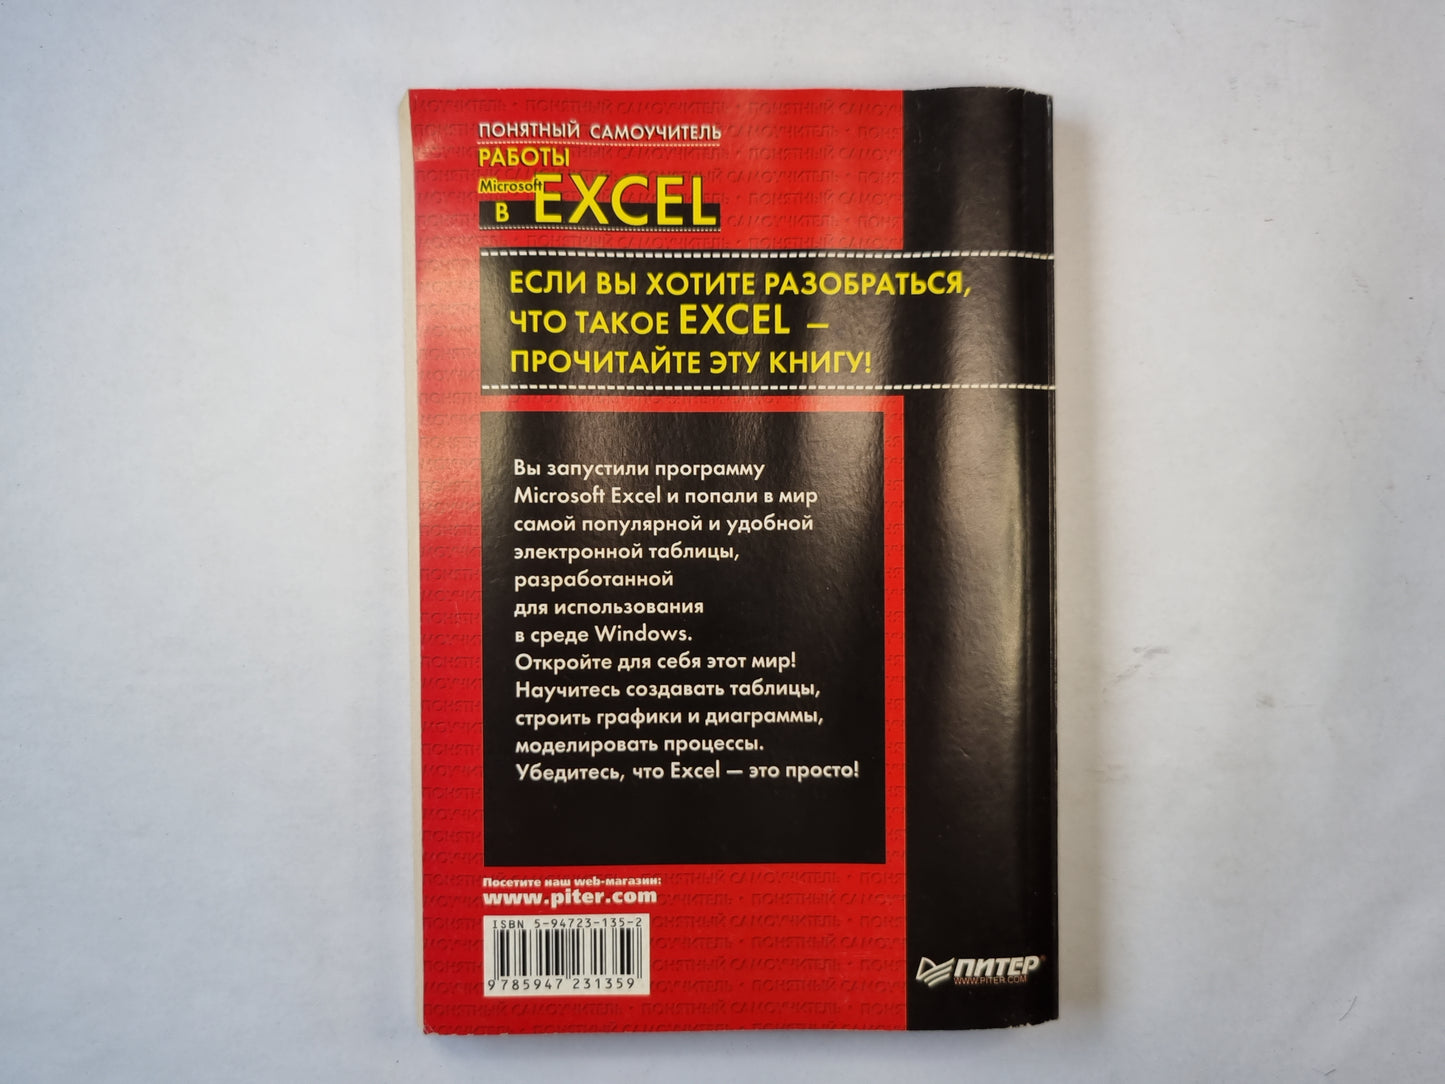 ПОНЯТНЫЙ САМОУЧИТЕЛЬ
РАБОТЫ
Microsoft
В EXCEL
ЕСЛИ ВЫ ХОТИТЕ РАЗОБРАТЬСЯ,
ЧТО ТАКОЕ EXCEL —
ПРОЧИТАЙТЕ ЭТУ КНИГУ!
Вы запустили программу
Microsoft Excel и попали в мир
самой популярной и удобной
электронной таблицы,
разработанной
для использования
в среде Windows.
Откройте для себя этот мир!
Научитесь создавать таблицы,
строить графики и диаграммы,
моделировать процессы.
Убедитесь, что Excel — это просто!
Посетите наш web-магазин:
www.piter.com
ISBN 5-94723-135-2
9 785947 231359
ПИТЕР®
WWW.PITER.COM